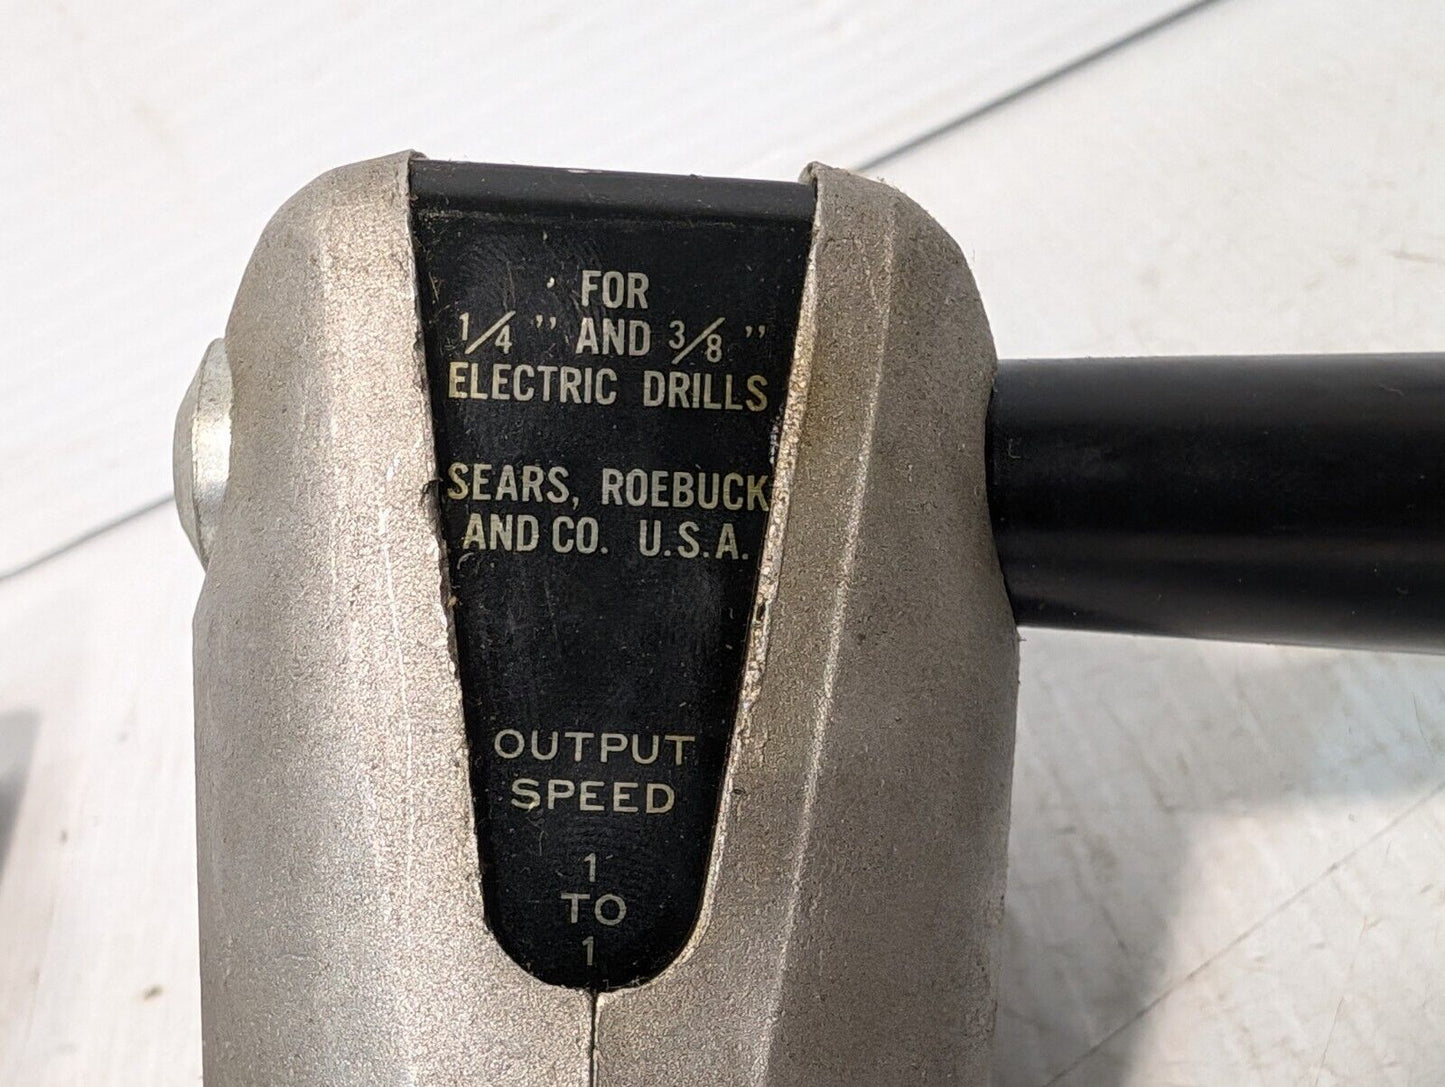 FOR
1/4 " AND 3/8 "
ELECTRIC DRILLS
SEARS, ROEBUCK
AND CO. U.S.A.
OUTPUT
SPEED
1
TO
1